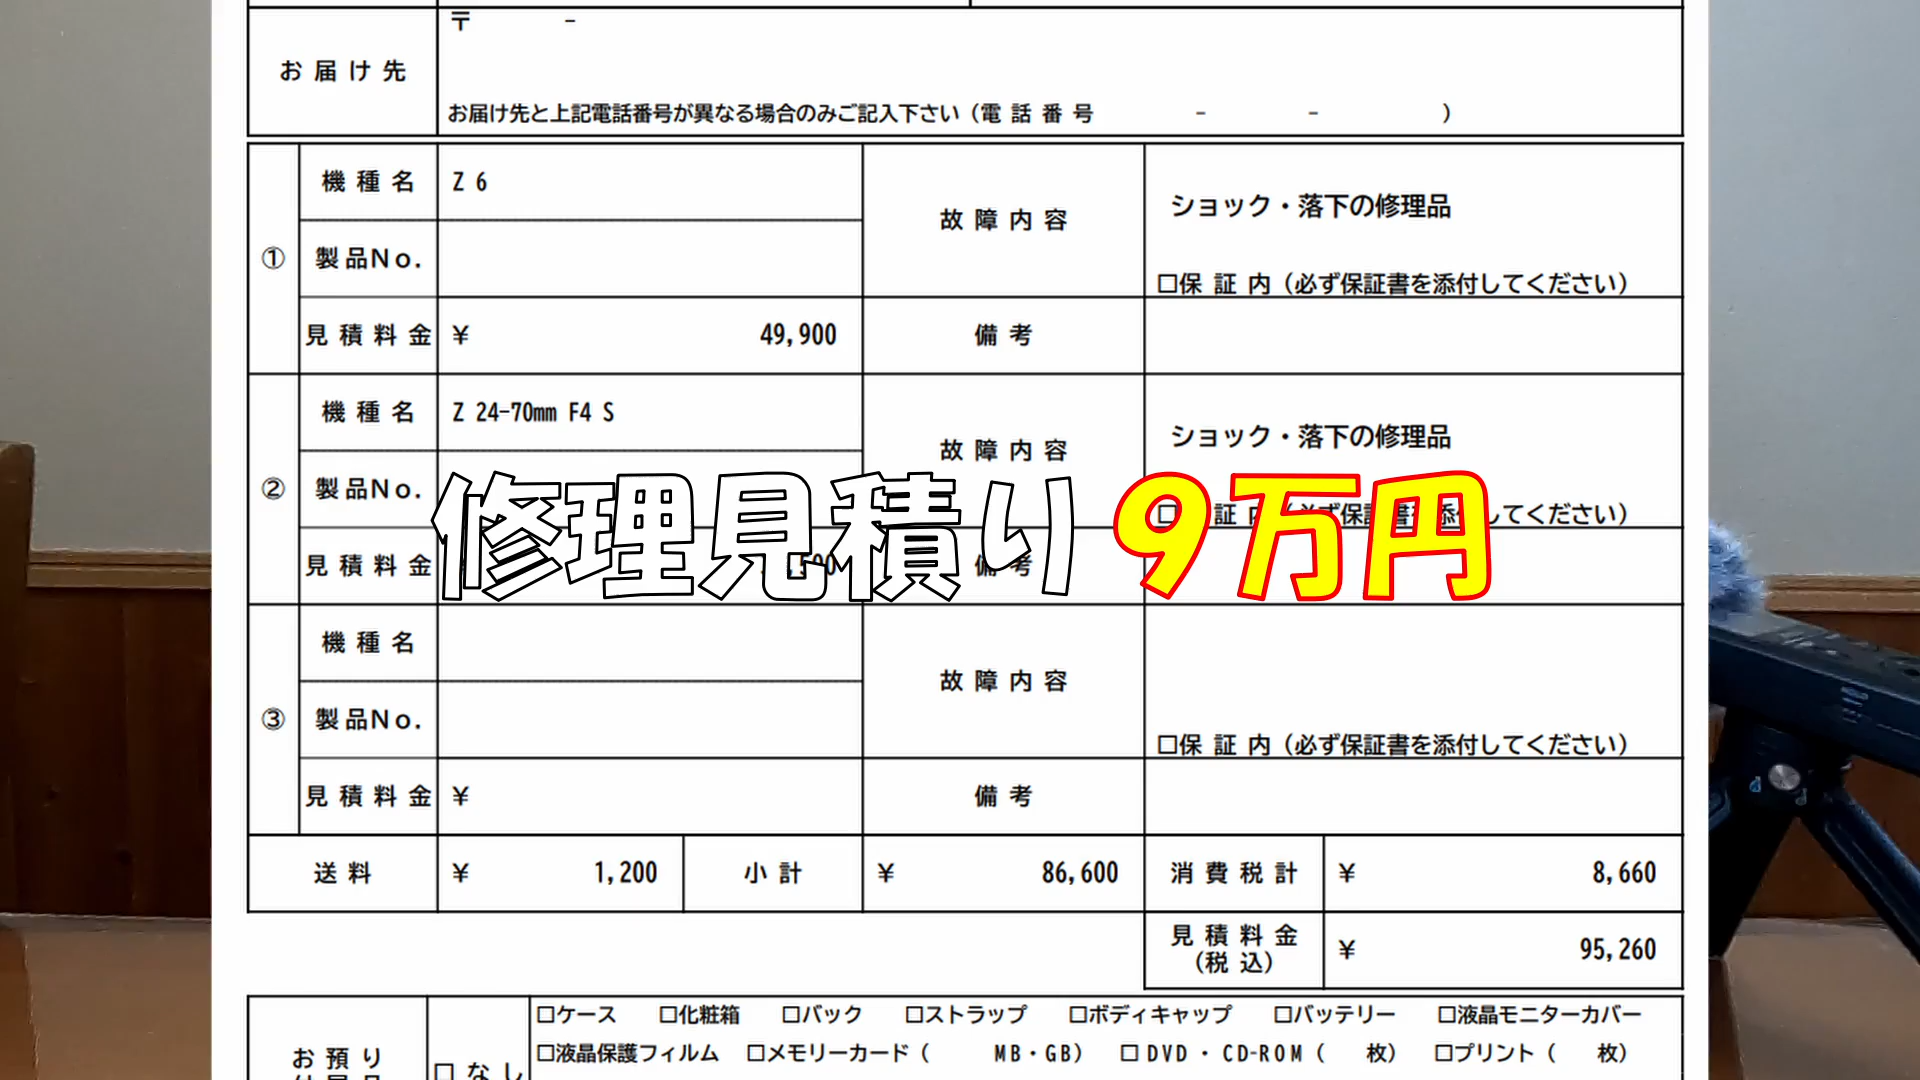 〒 －
お届け先
お届け先と上記電話番号が異なる場合のみご記入下さい（電話番号 － － ）
① 機種名 Z 6 故障内容 ショック・落下の修理品
製品No. □保証内（必ず保証書を添付してください）
見積料金 ¥ 49,900 備考
② 機種名 Z 24-70mm F4 S 故障内容 ショック・落下の修理品
製品No.
修理見積り9万円
見積料金 備考
③ 機種名 故障内容
製品No. □保証内（必ず保証書を添付してください）
見積料金 ¥ 備考
送料 ¥ 1,200 小計 ¥ 86,600 消費税計 ¥ 8,660
見積料金（税込） ¥ 95,260
□ケース □化粧箱 □バック □ストラップ □ボディキャップ □バッテリー □液晶モニターカバー
お預り □なし □液晶保護フィルム □メモリーカード（ MB・GB） □DVD・CD-ROM（ 枚） □プリント（ 枚）